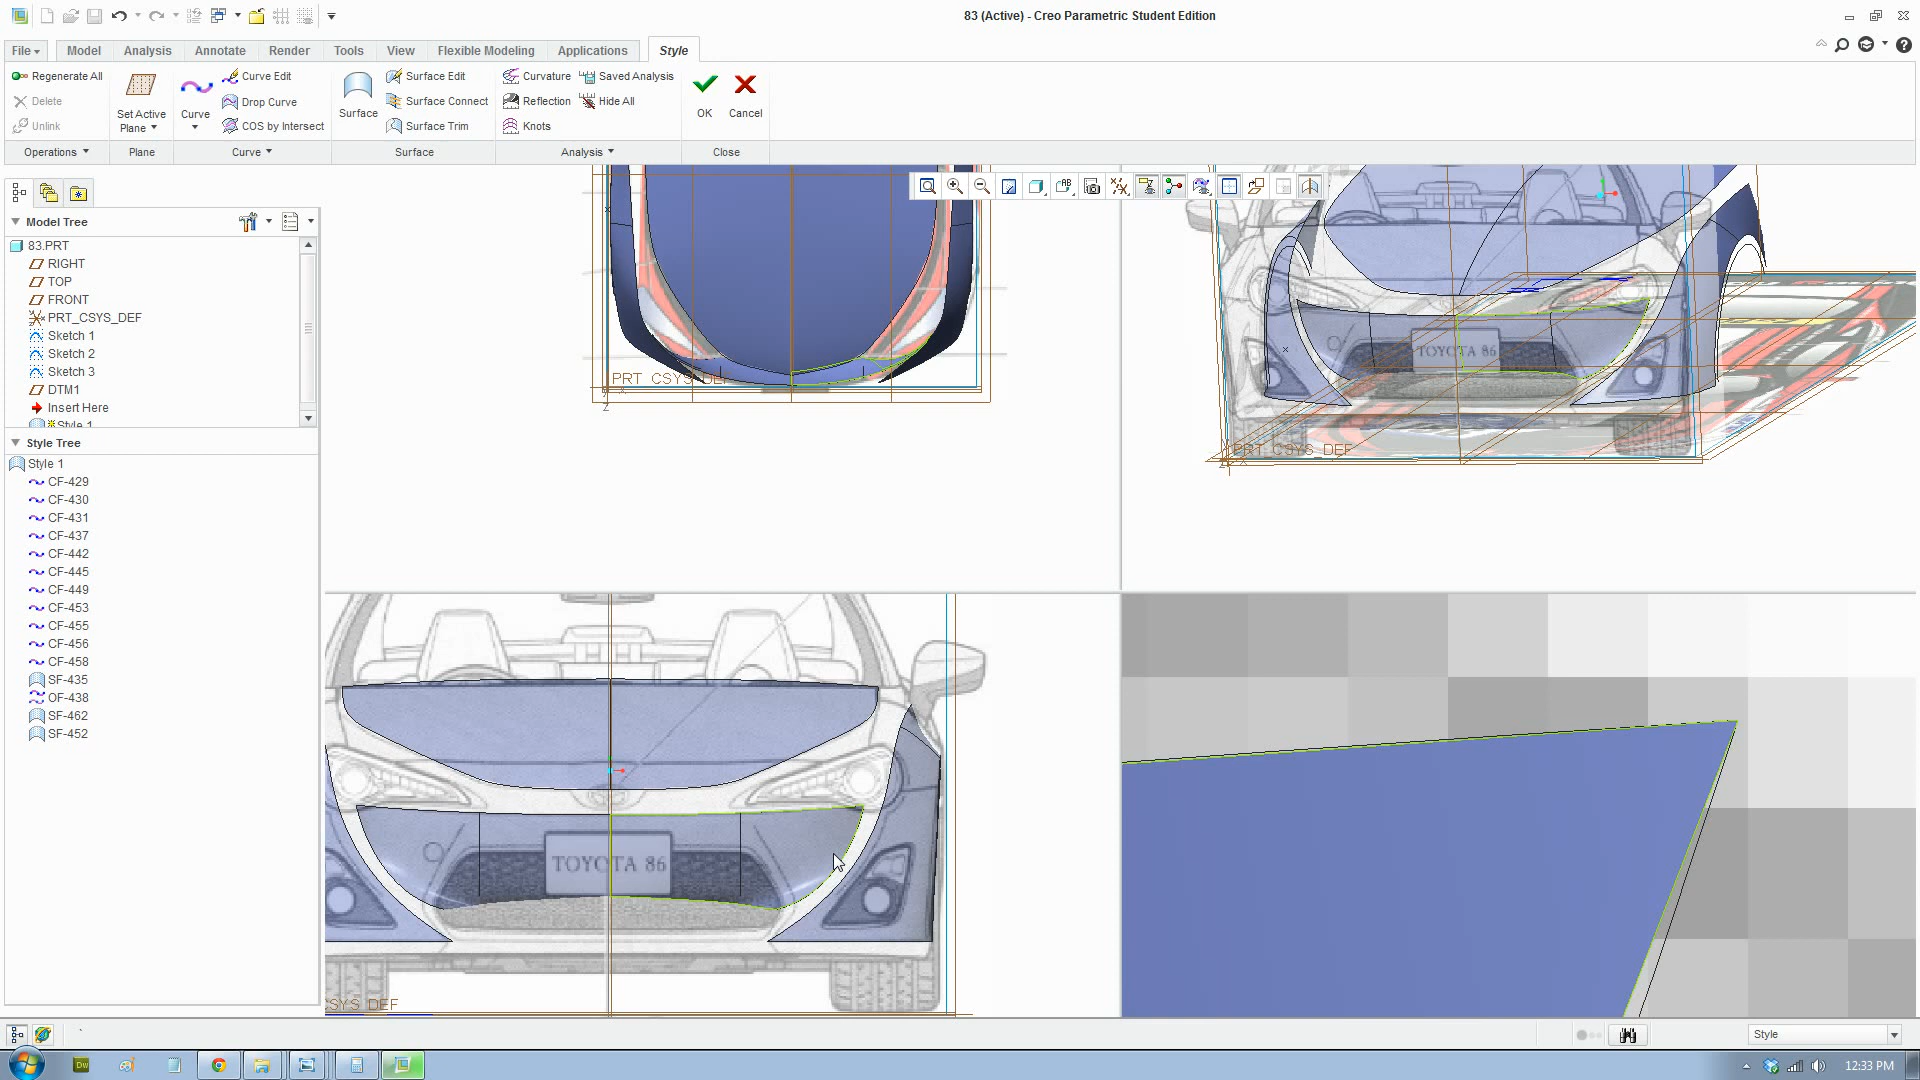 83 (Active) - Creo Parametric Student Edition
File
Model
Analysis
Annotate
Render
Tools
View
Flexible Modeling
Applications
Style
Regenerate All
Delete
Unlink
Set Active Plane
Curve
Curve Edit
Drop Curve
COS by Intersect
Surface
Surface Edit
Surface Connect
Surface Trim
Curvature
Reflection
Knots
Saved Analysis
Hide All
OK
Cancel
Operations
Plane
Curve
Surface
Analysis
Close
Model Tree
83.PRT
RIGHT
TOP
FRONT
PRT_CSYS_DEF
Sketch 1
Sketch 2
Sketch 3
DTM1
Insert Here
Style 1
Style Tree
Style 1
CF-429
CF-430
CF-431
CF-437
CF-442
CF-445
CF-449
CF-453
CF-455
CF-456
CF-458
SF-435
OF-438
SF-462
SF-452
PRT_CSYS_DEF
Z
TOYOTA 86
PRT_CSYS_DEF
TOYOTA 86
CSYS_DEF
Style
Dw
12:33 PM